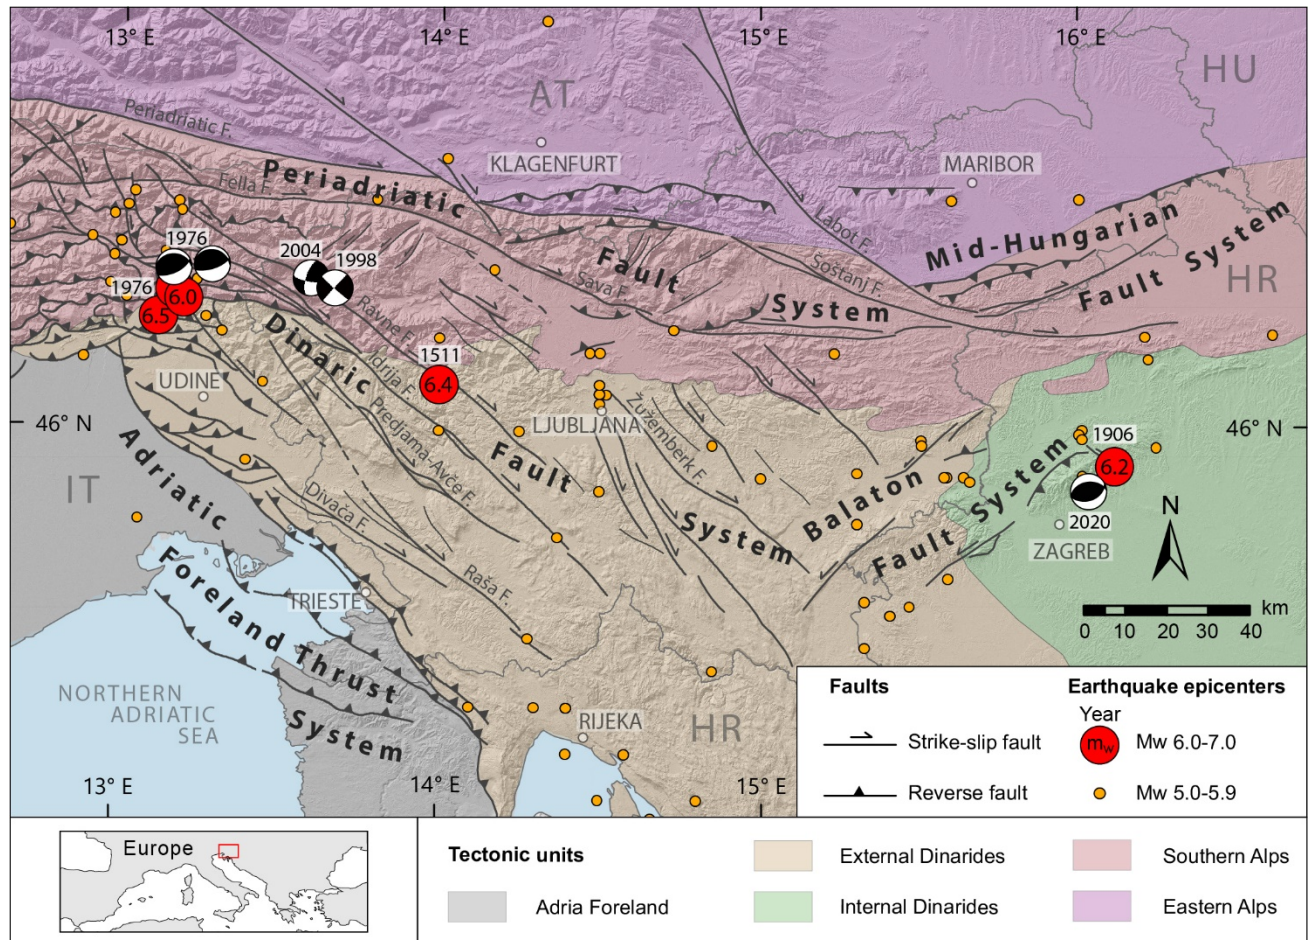 13° E
14° E
15° E
16° E
HU
AT
Periadriatic F.
KLAGENFURT
MARIBOR
Fella F.
Periadriatic
Fault
System
Labot F.
Mid-Hungarian
Fault System
Šoštanj F.
Sava F.
HR
1976
2004
1998
1976
6.0
6.5
Ravne F.
Dinaric
Fault
System
Idrija F.
1511
6.4
UDINE
Predjama-Avče F.
LJUBLJANA
Žužemberk F.
46° N
46° N
1906
6.2
2020
ZAGREB
N
IT
Adriatic
Foreland Thrust
System
Divača F.
Raša F.
Balaton
Fault System
TRIESTE
km
0 10 20 30 40
NORTHERN
ADRIATIC
SEA
RIJEKA
HR
13° E
14° E
15° E
Faults
Strike-slip fault
Reverse fault
Earthquake epicenters
Year
mw
Mw 6.0-7.0
Mw 5.0-5.9
Europe
Tectonic units
Adria Foreland
External Dinarides
Internal Dinarides
Southern Alps
Eastern Alps